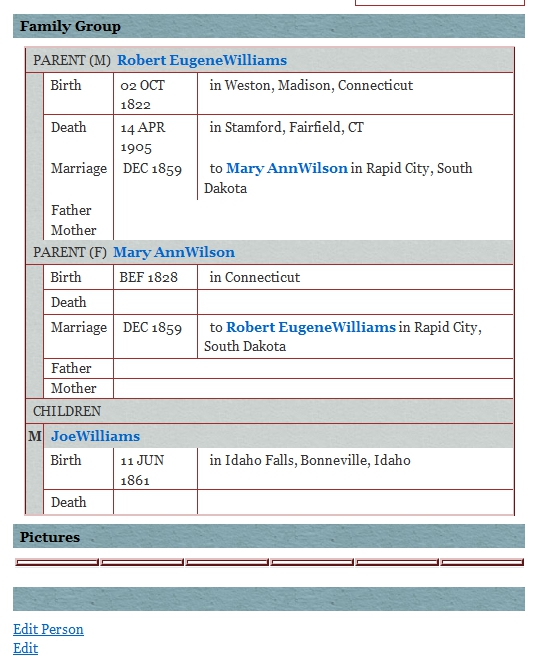 Family Group
PARENT (M) Robert EugeneWilliams
Birth 02 OCT in Weston, Madison, Connecticut
1822
Death 14 APR in Stamford, Fairfield, CT
1905
Marriage DEC 1859 to Mary AnnWilson in Rapid City, South
Dakota
Father
Mother
PARENT (F) Mary AnnWilson
Birth BEF 1828 in Connecticut
Death
Marriage DEC 1859 to Robert EugeneWilliams in Rapid City,
South Dakota
Father
Mother
CHILDREN
M JoeWilliams
Birth 11 JUN in Idaho Falls, Bonneville, Idaho
1861
Death
Pictures
Edit Person
Edit